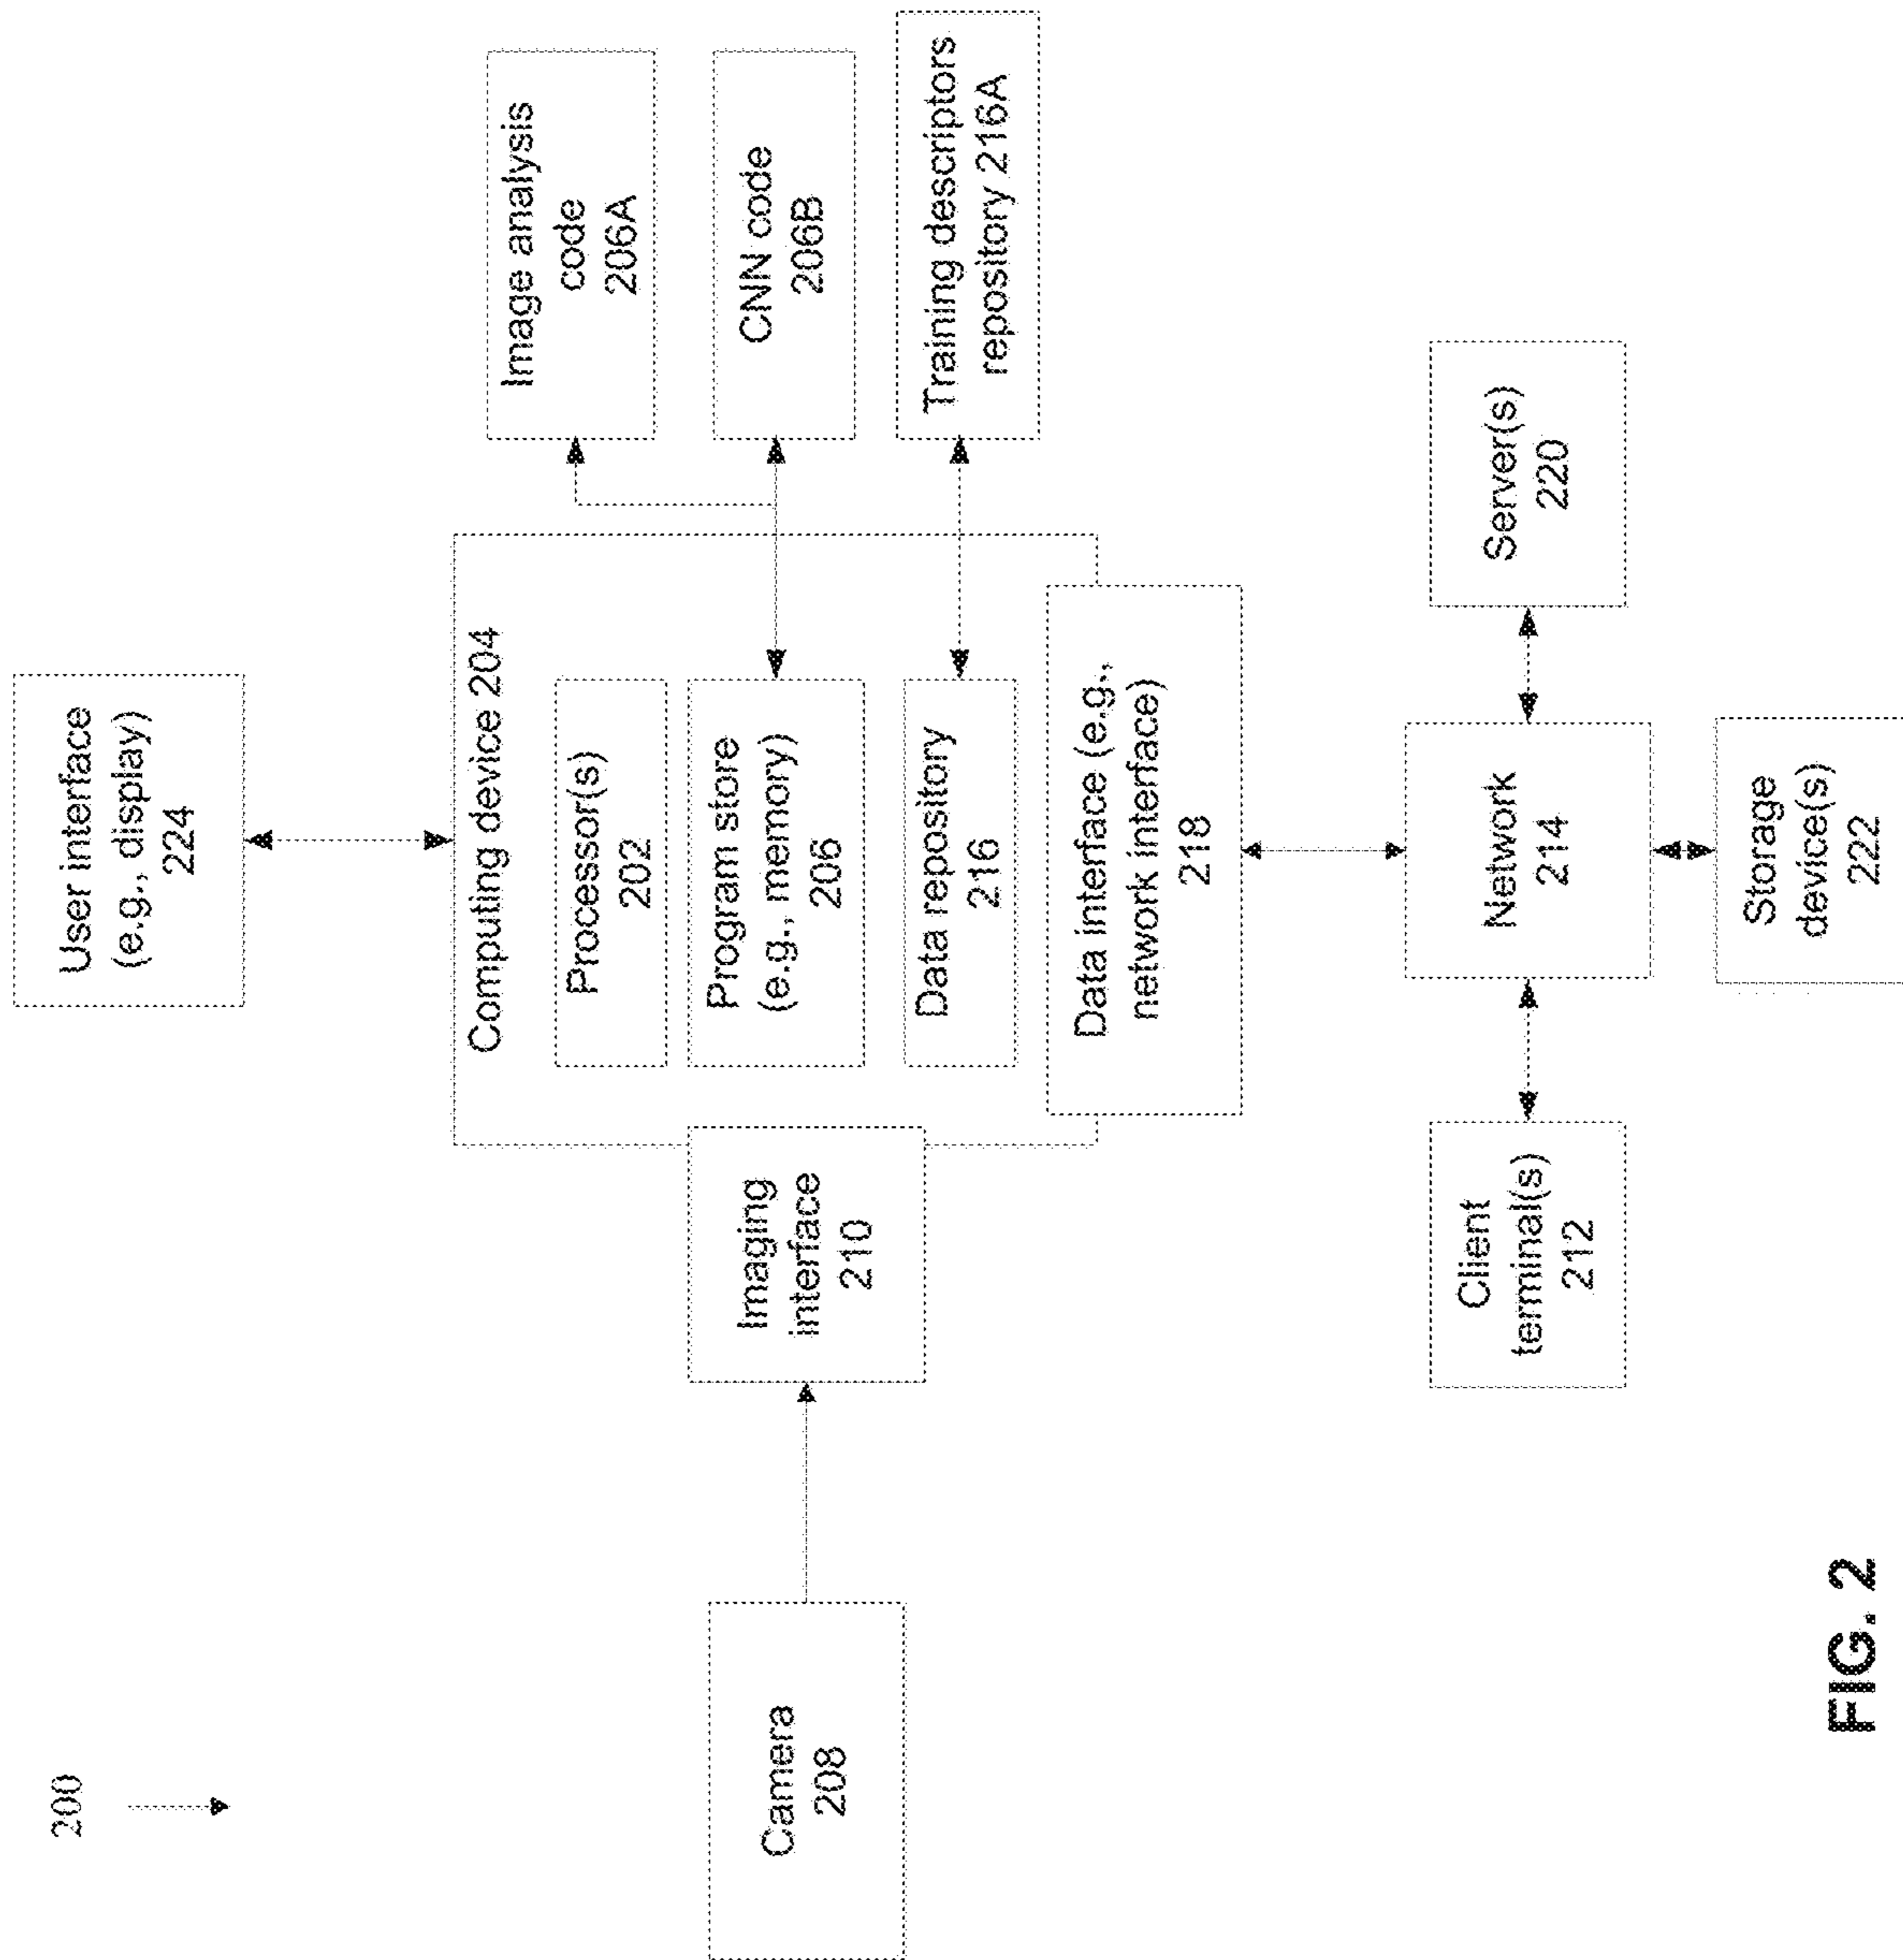 200
User interface
(e.g., display)
224
Computing device 204
Processor(s)
202
Program store
(e.g., memory)
206
Data repository
216
Data interface (e.g.,
network interface)
218
Image analysis
code
206A
CNN code
206B
Training descriptors
repository 216A
Imaging
interface
210
Camera
208
Client
terminal(s)
212
Network
214
Server(s)
220
Storage
device(s)
222
FIG. 2